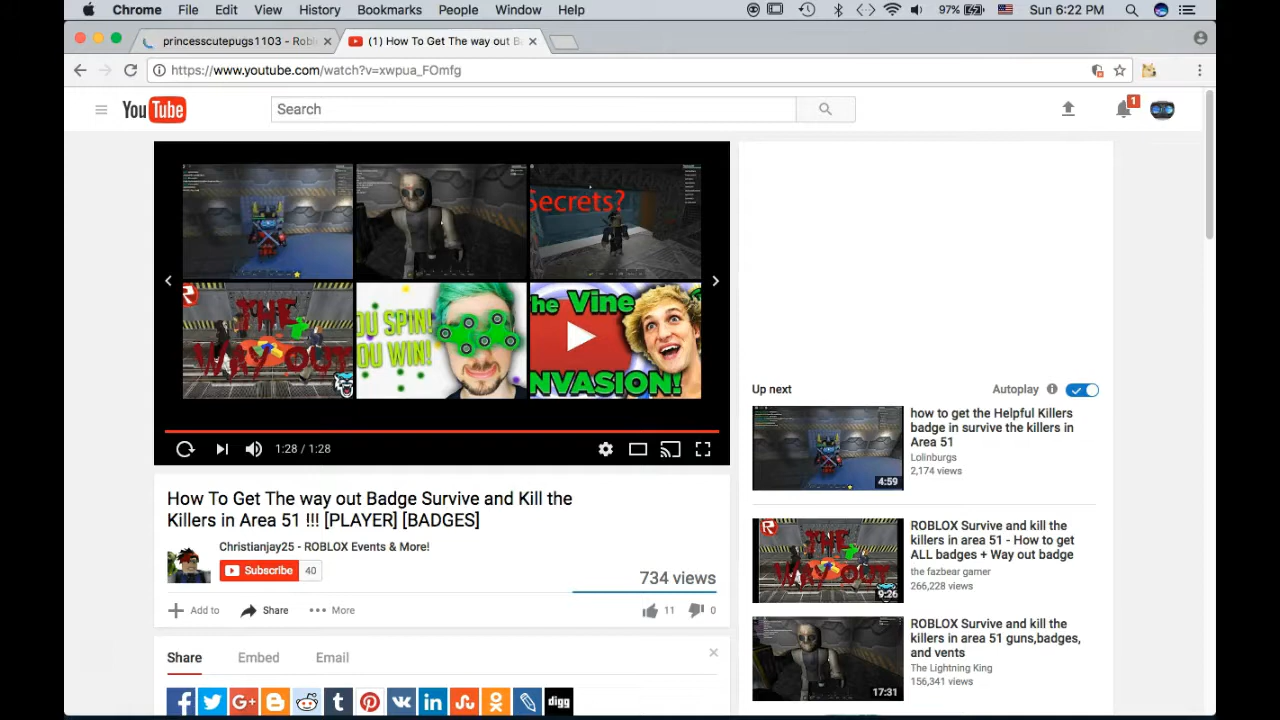 Chrome File Edit View History Bookmarks People Window Help 97% Sun 6:22 PM
princesscutepugs1103 - Robl
(1) How To Get The way out B
https://www.youtube.com/watch?v=xwpua_FOmfg
YouTube
Search
1
Secrets?
THE WAY OUT
YOU SPIN!
YOU WIN!
The Vine
INVASION!
1:28 / 1:28
How To Get The way out Badge Survive and Kill the
Killers in Area 51 !!! [PLAYER] [BADGES]
Christianjay25 - ROBLOX Events & More!
Subscribe 40
734 views
Add to Share More 11 0
Share Embed Email
digg
Up next Autoplay
how to get the Helpful Killers
badge in survive the killers in
Area 51
Lolinburgs
2,174 views
4:59
ROBLOX Survive and kill the
killers in area 51 - How to get
ALL badges + Way out badge
the fazbear gamer
266,228 views
THE
WAY OUT
9:26
ROBLOX Survive and kill the
killers in area 51 guns,badges,
and vents
The Lightning King
156,341 views
17:31